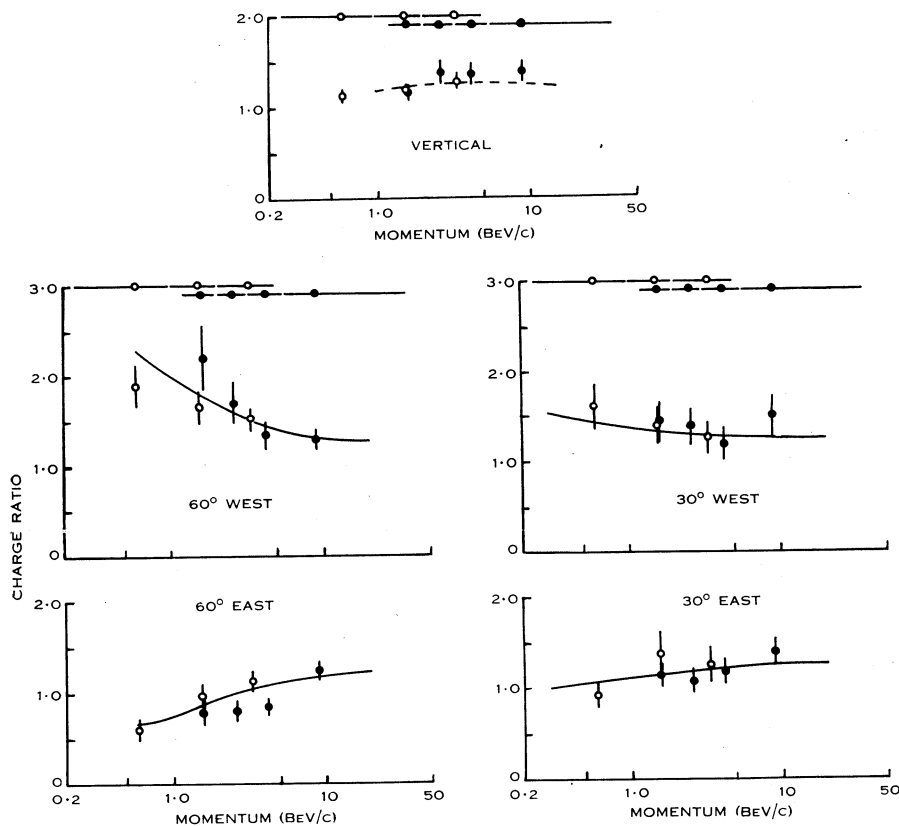 2·0
1·0
VERTICAL
0
0·2 1·0 10 50
MOMENTUM (BEV/C)
3·0
2·0
1·0
60° WEST
0
3·0
2·0
1·0
30° WEST
0
CHARGE RATIO
2·0
60° EAST
1·0
0
0·2 1·0 10 50
MOMENTUM (BEV/C)
2·0
30° EAST
1·0
0
0·2 1·0 10 50
MOMENTUM (BEV/C)